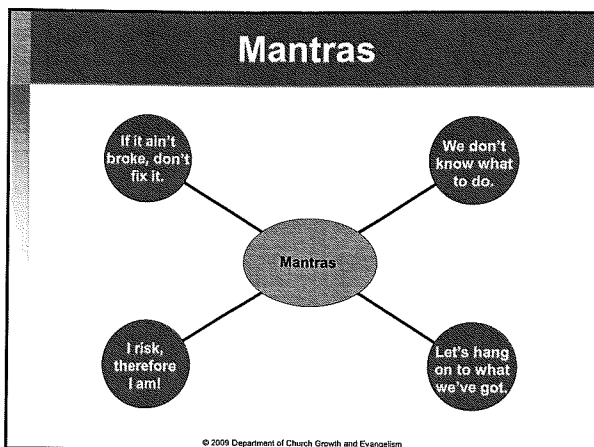 Mantras
If it ain't
broke, don't
fix it.
We don't
know what
to do.
Mantras
I risk,
therefore
I am!
Let's hang
on to what
we've got.
© 2009 Department of Church Growth and Evangelism